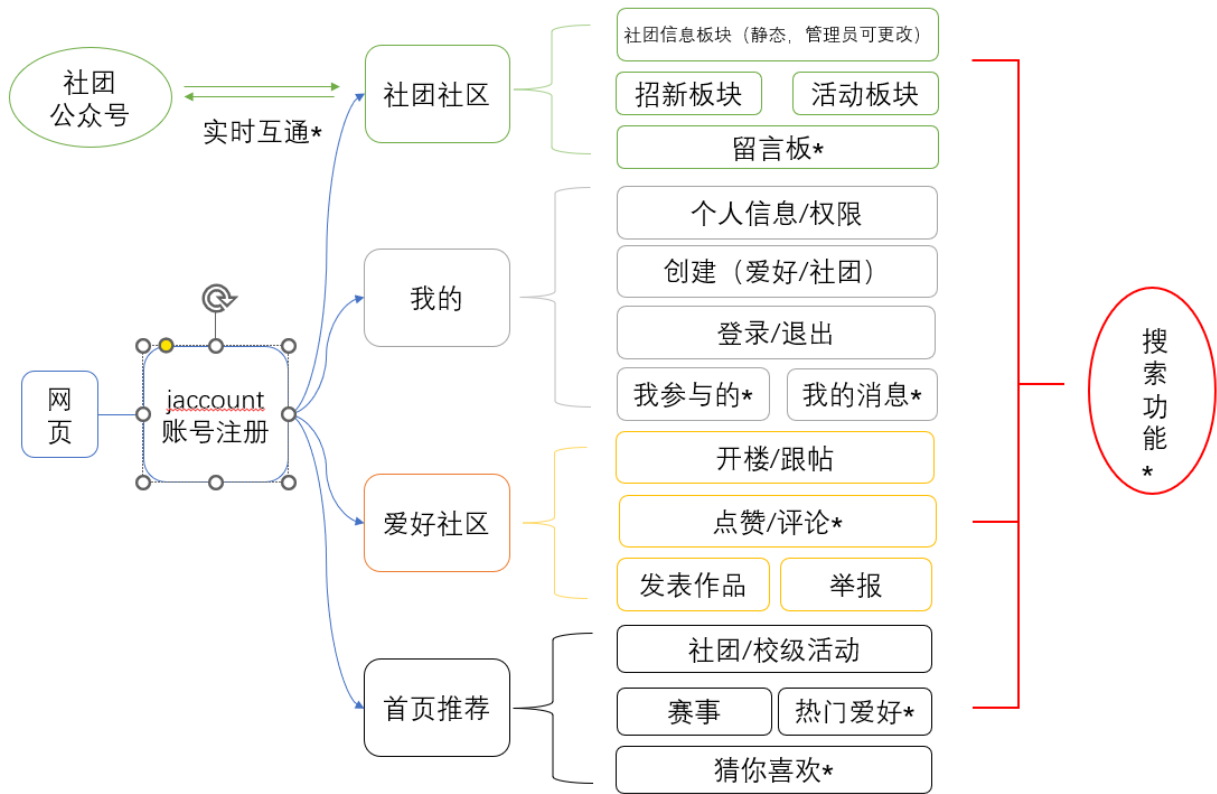 社团
公众号
实时互通*
社团社区
社团信息板块（静态，管理员可更改）
招新板块
活动板块
留言板*
我的
个人信息/权限
创建（爱好/社团）
登录/退出
我参与的*
我的消息*
网
页
jaccount
账号注册
爱好社区
开楼/跟帖
点赞/评论*
发表作品
举报
首页推荐
社团/校级活动
赛事
热门爱好*
猜你喜欢*
搜
索
功
能
*